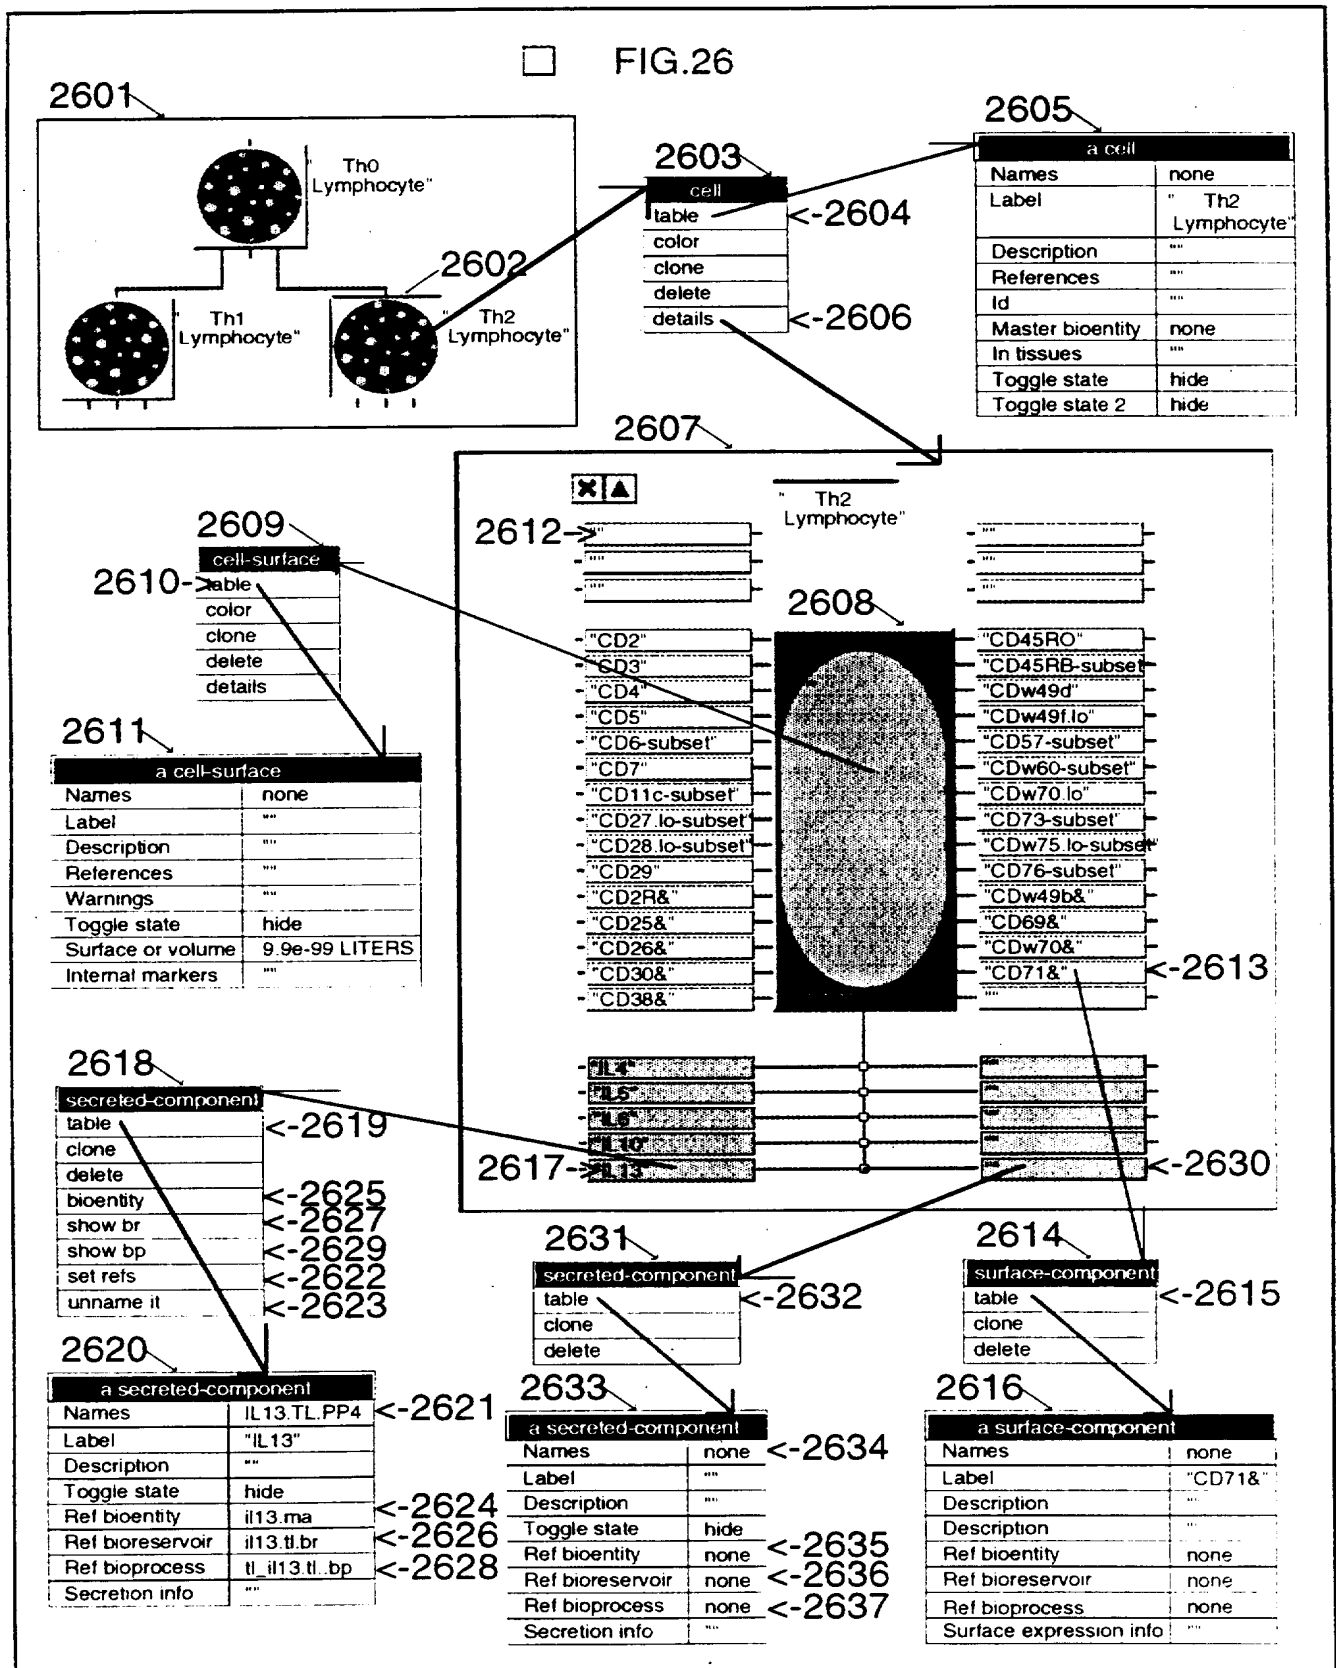 FIG.26
2601
" Th0
Lymphocyte"
2602
" Th1
Lymphocyte"
" Th2
Lymphocyte"
2603
cell
table <-2604
color
clone
delete
details <-2606
2605
a cell
Names none
Label " Th2
Lymphocyte"
Description ""
References ""
Id ""
Master bioentity none
In tissues ""
Toggle state hide
Toggle state 2 hide
2607
" Th2
Lymphocyte"
2612-> "" ""
"" ""
"" ""
2608
"CD2" "CD45RO"
"CD3" "CD45RB-subset"
"CD4" "CDw49d"
"CD5" "CDw49f.lo"
"CD6-subset" "CD57-subset"
"CD7" "CDw60-subset"
"CD11c-subset" "CDw70.lo"
"CD27.lo-subset" "CD73-subset"
"CD28.lo-subset" "CDw75.lo-subset"
"CD29" "CD76-subset"
"CD2R&" "CDw49b&"
"CD25&" "CD69&"
"CD26&" "CDw70&"
"CD30&" "CD71&" <-2613
"CD38&" ""
"IL4" ""
"IL5" ""
"IL6" ""
"IL10" ""
2617-> "IL13" "" <-2630
2609
cell-surface
2610-> table
color
clone
delete
details
2611
a cell-surface
Names none
Label ""
Description ""
References ""
Warnings ""
Toggle state hide
Surface or volume 9.9e-99 LITERS
Internal markers ""
2618
secreted-component
table <-2619
clone
delete
bioentity <-2625
show br <-2627
show bp <-2629
set refs <-2622
unname it <-2623
2620
a secreted-component
Names IL13.TL.PP4 <-2621
Label "IL13"
Description ""
Toggle state hide
Ref bioentity il13.ma <-2624
Ref bioreservoir il13.tl.br <-2626
Ref bioprocess tl_il13.tl..bp <-2628
Secretion info ""
2631
secreted-component
table <-2632
clone
delete
2633
a secreted-component
Names none <-2634
Label ""
Description ""
Toggle state hide
Ref bioentity none <-2635
Ref bioreservoir none <-2636
Ref bioprocess none <-2637
Secretion info ""
2614
surface-component
table <-2615
clone
delete
2616
a surface-component
Names none
Label "CD71&"
Description ""
Description ""
Ref bioentity none
Ref bioreservoir none
Ref bioprocess none
Surface expression info ""